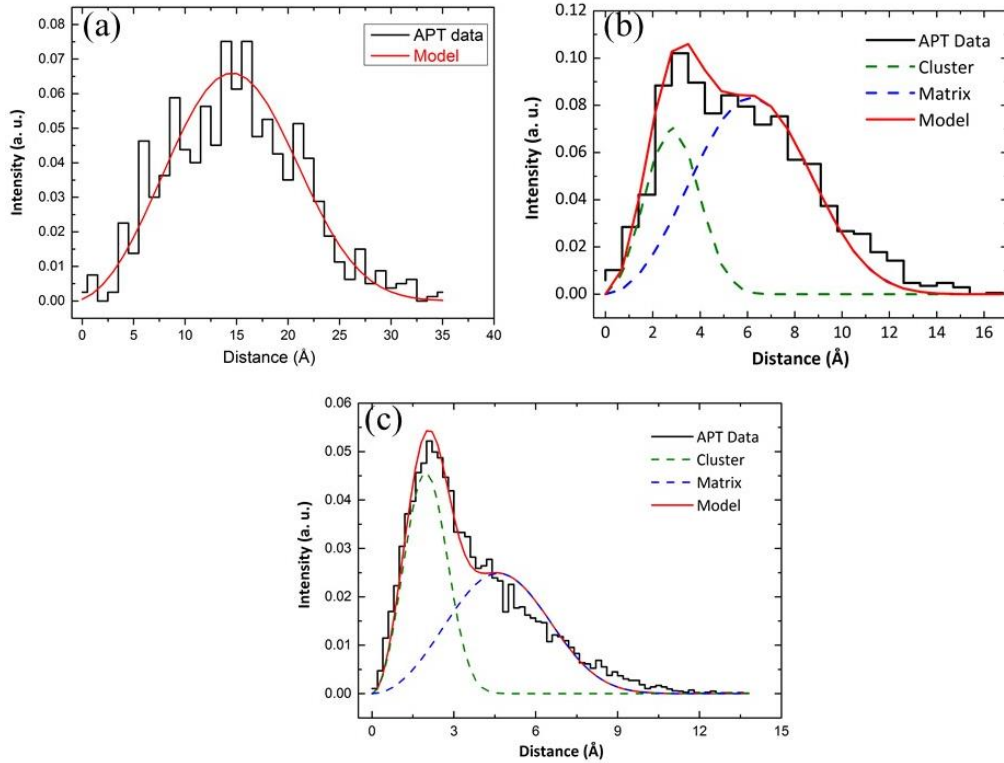 (a)
APT data
Model
0.08
0.07
0.06
0.05
0.04
0.03
0.02
0.01
0.00
Intensity (a. u.)
0 5 10 15 20 25 30 35 40
Distance (Å)
(b)
APT Data
Cluster
Matrix
Model
0.12
0.10
0.08
0.06
0.04
0.02
0.00
Intensity (a. u.)
0 2 4 6 8 10 12 14 16
Distance (Å)
(c)
APT Data
Cluster
Matrix
Model
0.06
0.05
0.04
0.03
0.02
0.01
0.00
Intensity (a. u.)
0 3 6 9 12 15
Distance (Å)